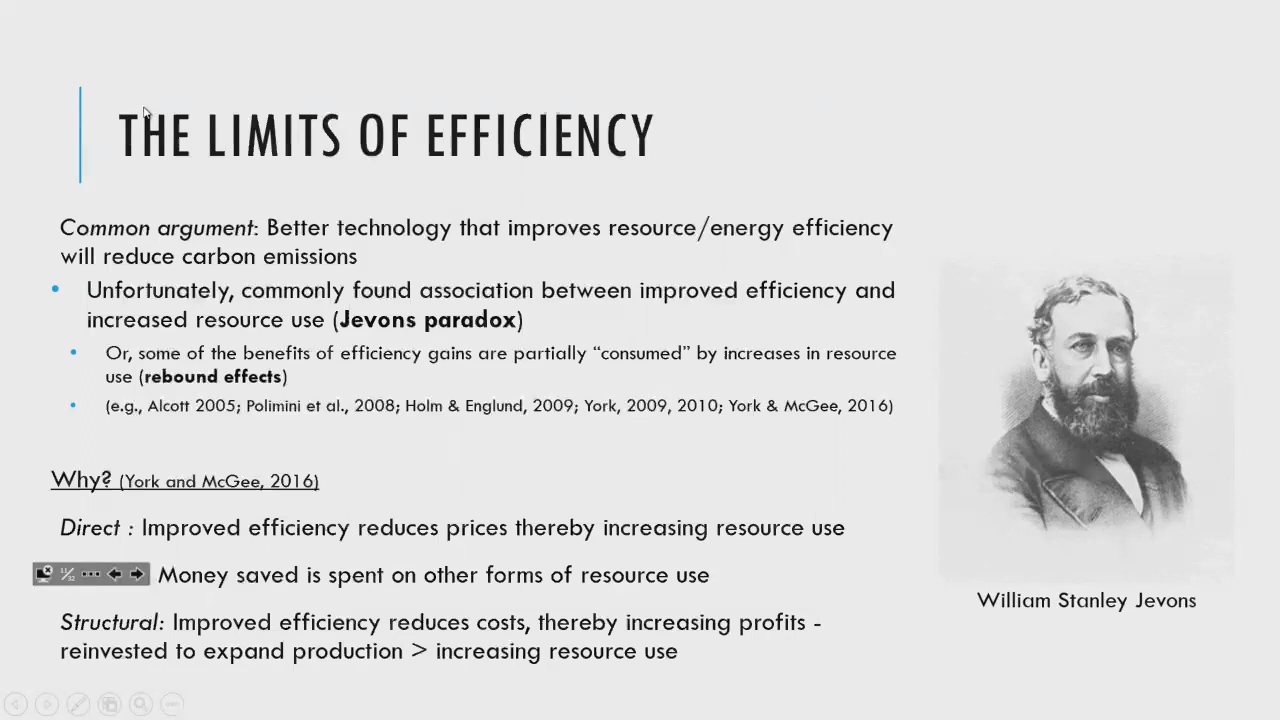 THE LIMITS OF EFFICIENCY
Common argument: Better technology that improves resource/energy efficiency
will reduce carbon emissions
• Unfortunately, commonly found association between improved efficiency and
increased resource use (Jevons paradox)
• Or, some of the benefits of efficiency gains are partially “consumed” by increases in resource
use (rebound effects)
• (e.g., Alcott 2005; Polimini et al., 2008; Holm & Englund, 2009; York, 2009, 2010; York & McGee, 2016)
Why? (York and McGee, 2016)
Direct : Improved efficiency reduces prices thereby increasing resource use
Money saved is spent on other forms of resource use
Structural: Improved efficiency reduces costs, thereby increasing profits -
reinvested to expand production > increasing resource use
William Stanley Jevons